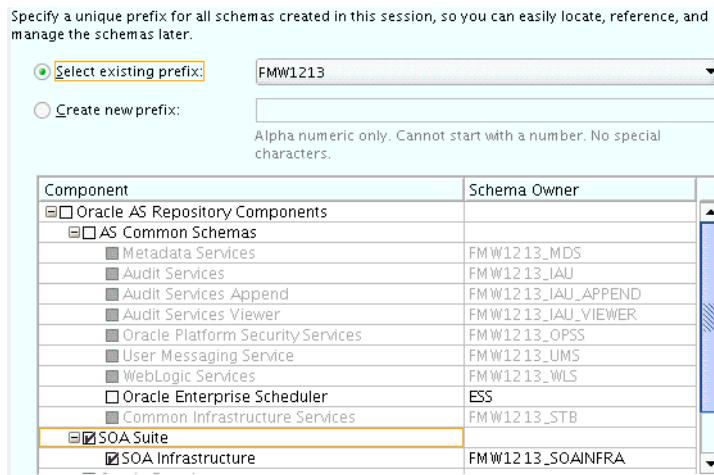 Specify a unique prefix for all schemas created in this session, so you can easily locate, reference, and
manage the schemas later.
Select existing prefix: FMW1213
Create new prefix:
Alpha numeric only. Cannot start with a number. No special
characters.
Component Schema Owner
Oracle AS Repository Components
AS Common Schemas
Metadata Services FMW1213_MDS
Audit Services FMW1213_IAU
Audit Services Append FMW1213_IAU_APPEND
Audit Services Viewer FMW1213_IAU_VIEWER
Oracle Platform Security Services FMW1213_OPSS
User Messaging Service FMW1213_UMS
WebLogic Services FMW1213_WLS
Oracle Enterprise Scheduler ESS
Common Infrastructure Services FMW1213_STB
SOA Suite
SOA Infrastructure FMW1213_SOAINFRA